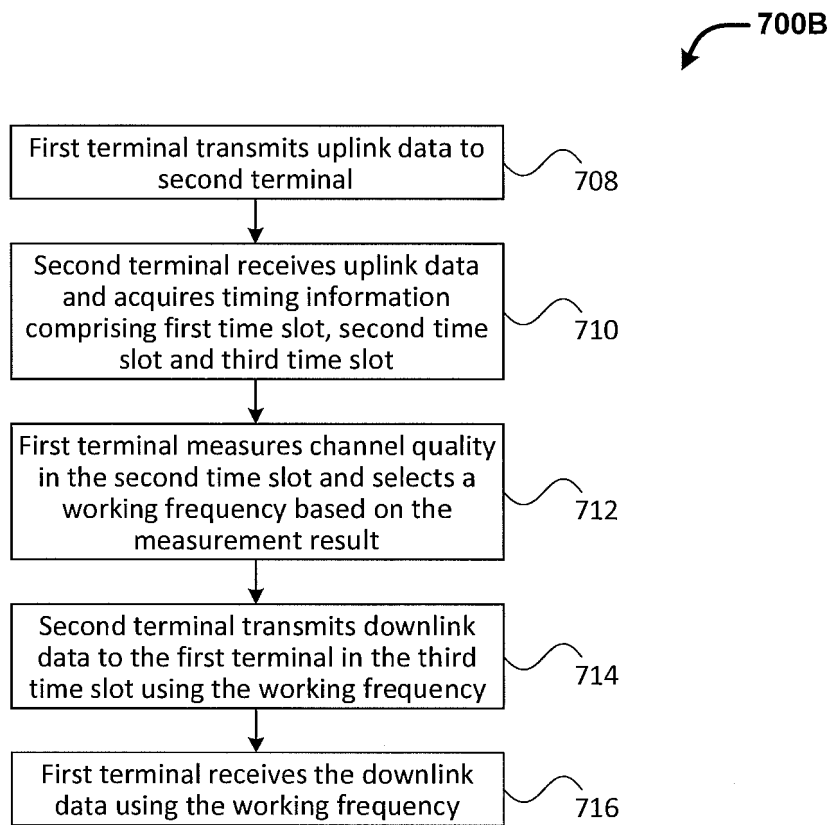 700B
First terminal transmits uplink data to
second terminal
708
Second terminal receives uplink data
and acquires timing information
comprising first time slot, second time
slot and third time slot
710
First terminal measures channel quality
in the second time slot and selects a
working frequency based on the
measurement result
712
Second terminal transmits downlink
data to the first terminal in the third
time slot using the working frequency
714
First terminal receives the downlink
data using the working frequency
716